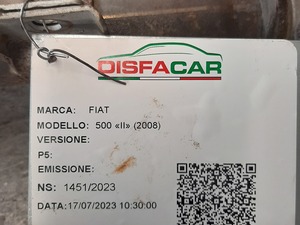 DISFACAR
MARCA: FIAT
MODELLO: 500 «II» (2008)
VERSIONE:
P5:
EMISSIONE:
NS: 1451/2023
DATA:17/07/2023 10:30:00